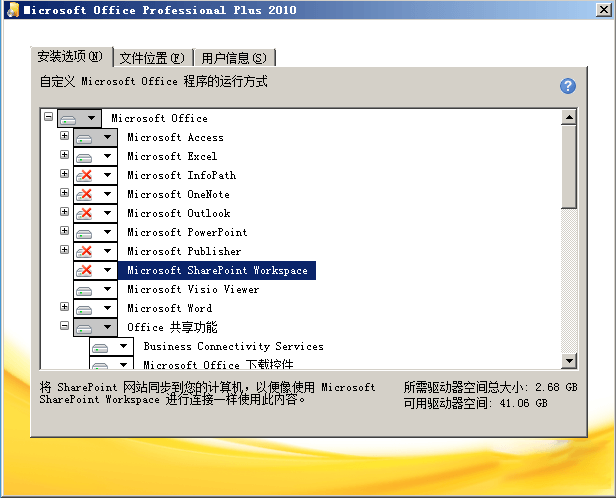 Microsoft Office Professional Plus 2010
安装选项(N) 文件位置(F) 用户信息(S)
自定义 Microsoft Office 程序的运行方式
Microsoft Office
Microsoft Access
Microsoft Excel
Microsoft InfoPath
Microsoft OneNote
Microsoft Outlook
Microsoft PowerPoint
Microsoft Publisher
Microsoft SharePoint Workspace
Microsoft Visio Viewer
Microsoft Word
Office 共享功能
Business Connectivity Services
Microsoft Office 下载控件
将 SharePoint 网站同步到您的计算机，以便像使用 Microsoft
SharePoint Workspace 进行连接一样使用此内容。
所需驱动器空间总大小: 2.68 GB
可用驱动器空间: 41.06 GB